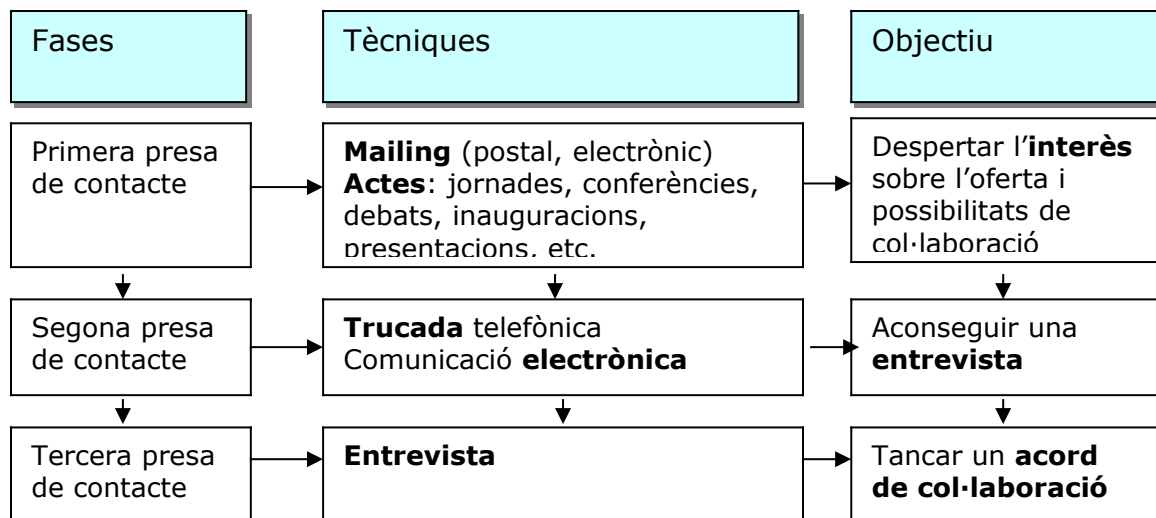 Fases
Tècniques
Objectiu
Primera presa
de contacte
Mailing (postal, electrònic)
Actes: jornades, conferències,
debats, inauguracions,
presentacions, etc.
Despertar l’interès
sobre l’oferta i
possibilitats de
col·laboració
Segona presa
de contacte
Trucada telefònica
Comunicació electrònica
Aconseguir una
entrevista
Tercera presa
de contacte
Entrevista
Tancar un acord
de col·laboració